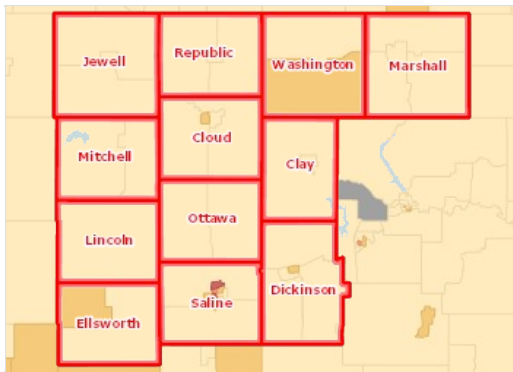 Jewell
Republic
Washington
Marshall
Mitchell
Cloud
Clay
Lincoln
Ottawa
Ellsworth
Saline
Dickinson